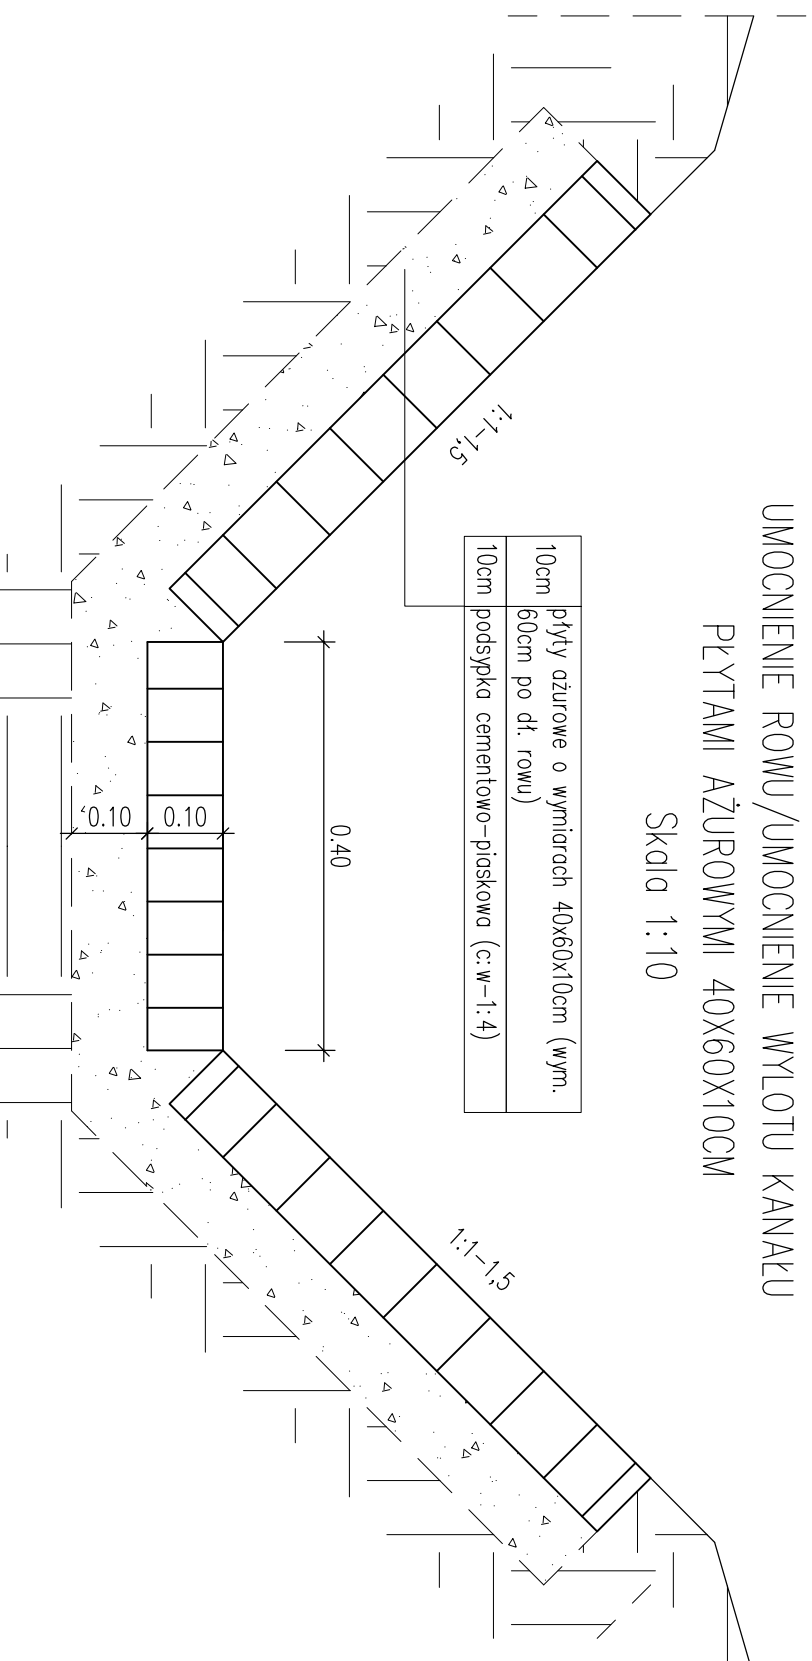 UMOCNIENIE ROWU/UMOCNIENIE WYLOTU KANAŁU
PŁYTAMI AŻUROWYMI 40X60X10CM
Skala 1:10
10cm płyty ażurowe o wymiarach 40x60x10cm (wym.
60cm po dł. rowu)
10cm podsypka cementowo-piaskowa (c:w-1:4)
1:1-1,5
1:1-1,5
0.40
0.10
0.10